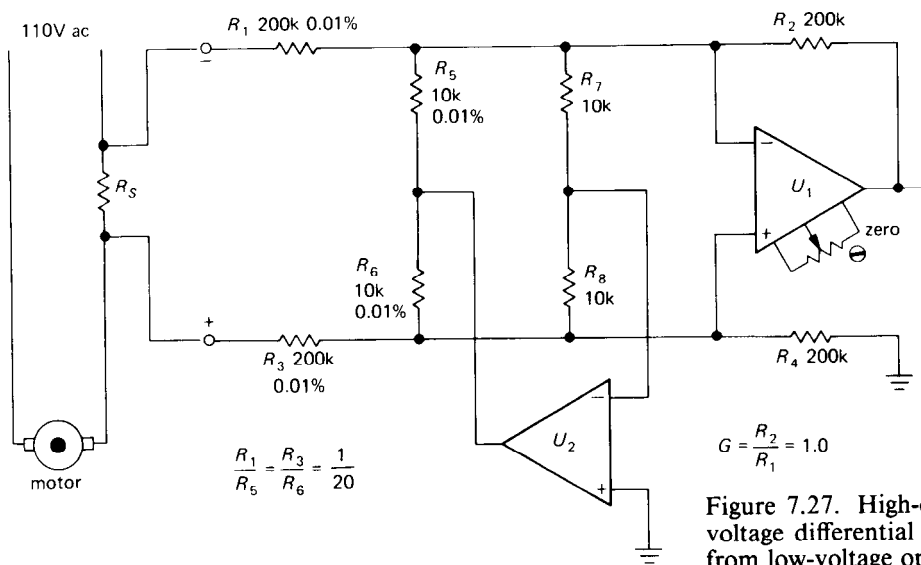 110V ac
R1 200k 0.01%
R2 200k
R5
10k
0.01%
R7
10k
RS
−
−
+
U1
zero
R6
10k
0.01%
R8
10k
+
R3 200k
0.01%
R4 200k
−
+
U2
motor
R1/R5 = R3/R6 = 1/20
G = R2/R1 = 1.0
Figure 7.27. High-
voltage differential
from low-voltage o